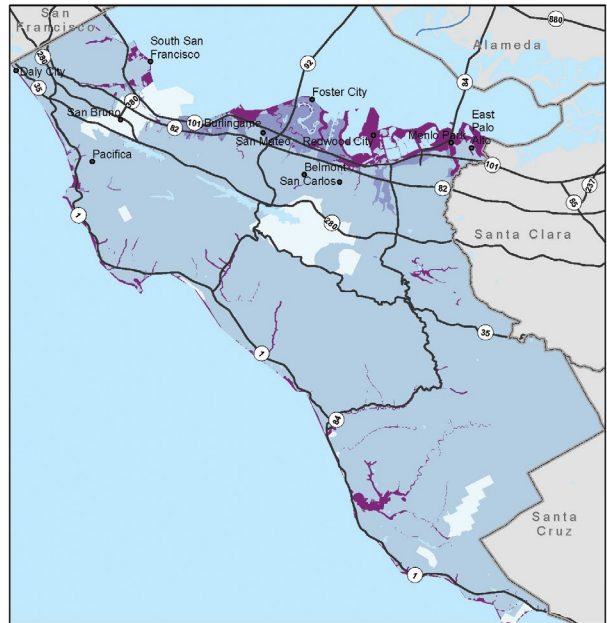 San
Francisco
880
South San
Francisco
Alameda
280
82
84
Daly City
35
380
Foster City
East
Palo
Alto
San Bruno
82
101
Burlingame
San Mateo
Redwood City
Menlo Park
101
Pacifica
Belmont
San Carlos
82
85
237
1
280
Santa Clara
35
1
84
Santa
Cruz
1